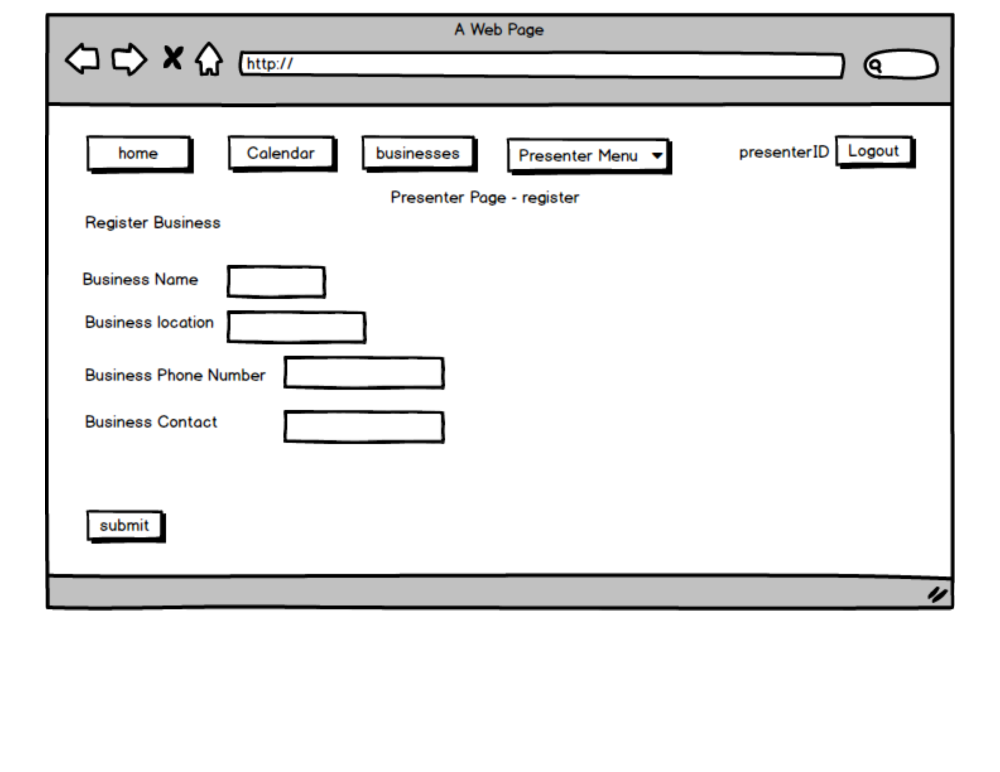 A Web Page
http://
home Calendar businesses Presenter Menu presenterID Logout
Presenter Page - register
Register Business
Business Name
Business location
Business Phone Number
Business Contact
submit